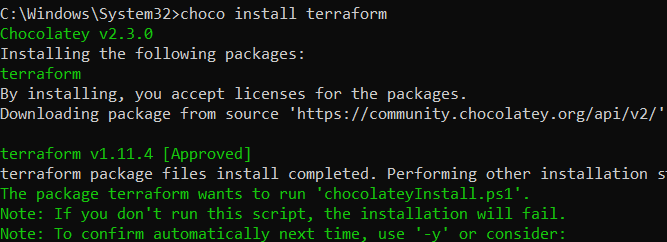 C:\Windows\System32>choco install terraform
Chocolatey v2.3.0
Installing the following packages:
terraform
By installing, you accept licenses for the packages.
Downloading package from source 'https://community.chocolatey.org/api/v2/'
terraform v1.11.4 [Approved]
terraform package files install completed. Performing other installation
The package terraform wants to run 'chocolateyInstall.ps1'.
Note: If you don't run this script, the installation will fail.
Note: To confirm automatically next time, use '-y' or consider: